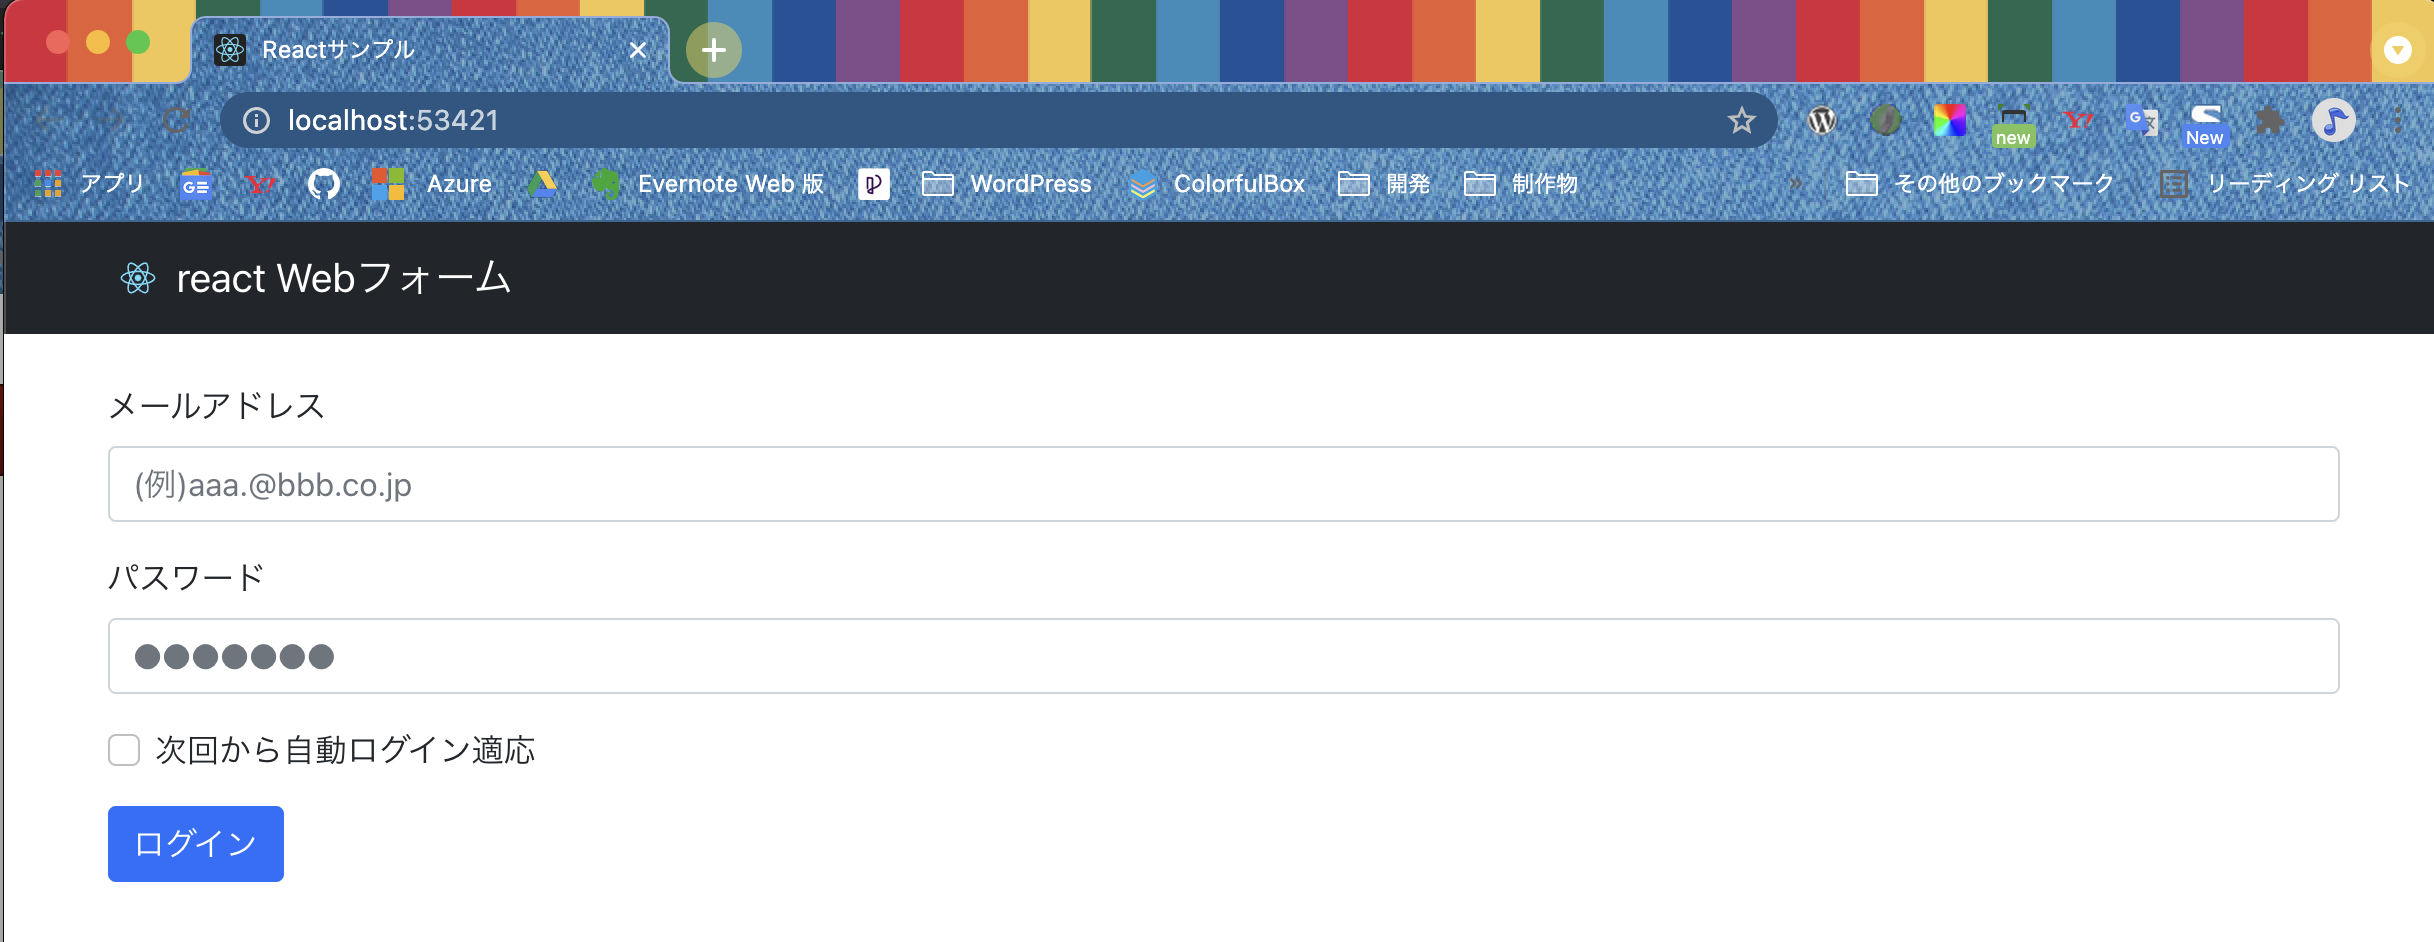 Reactサンプル
localhost:53421
new
New
アプリ
Azure
Evernote Web 版
WordPress
ColorfulBox
開発
制作物
»
その他のブックマーク
リーディング リスト
react Webフォーム
メールアドレス
(例)aaa.@bbb.co.jp
パスワード
●●●●●●●
次回から自動ログイン適応
ログイン